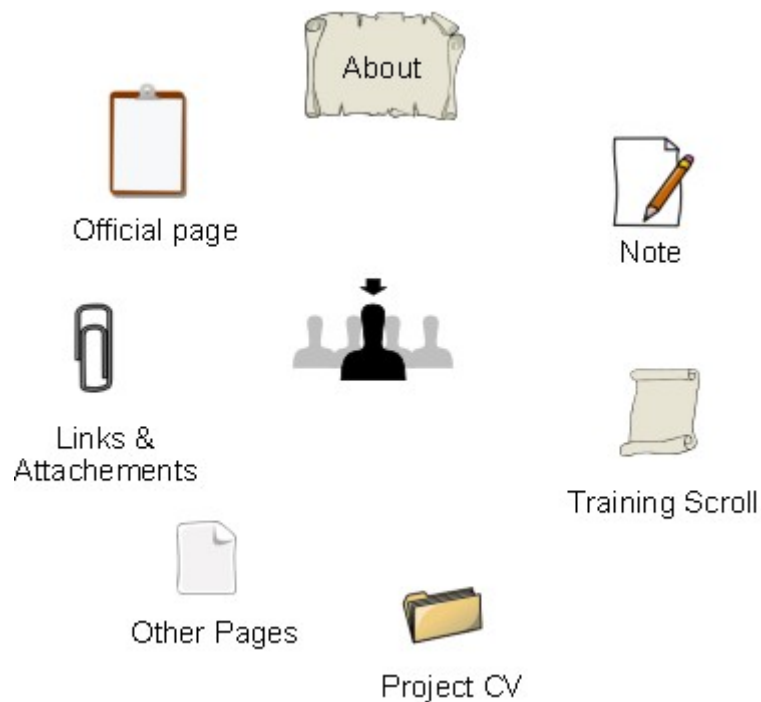 About
Official page
Note
Links &
Attachements
Training Scroll
Other Pages
Project CV